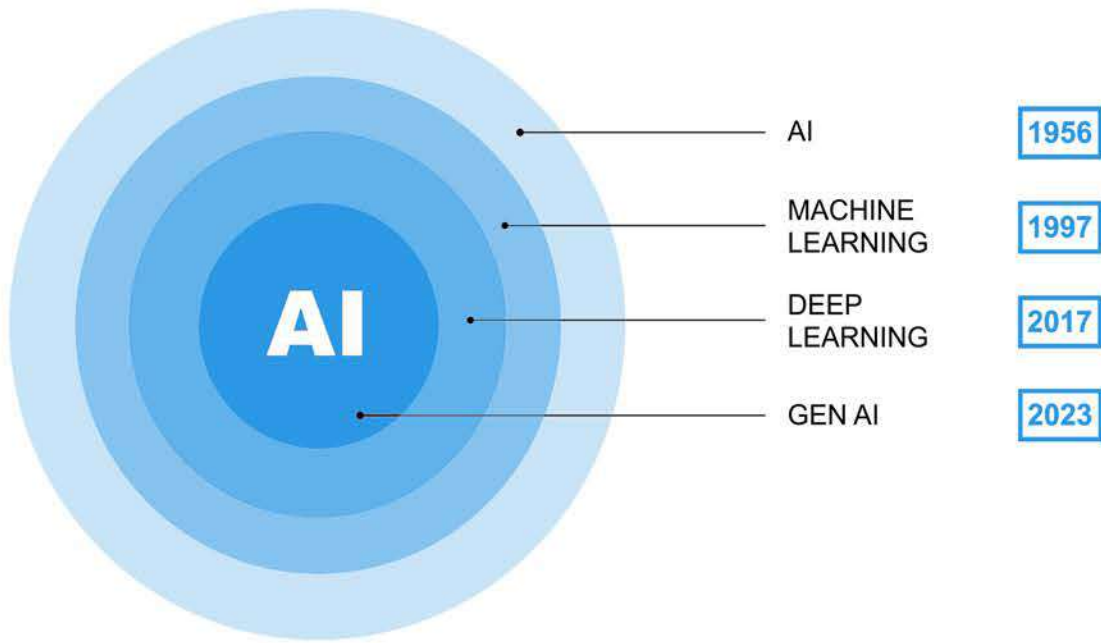 AI
AI
1956
MACHINE
LEARNING
1997
DEEP
LEARNING
2017
GEN AI
2023